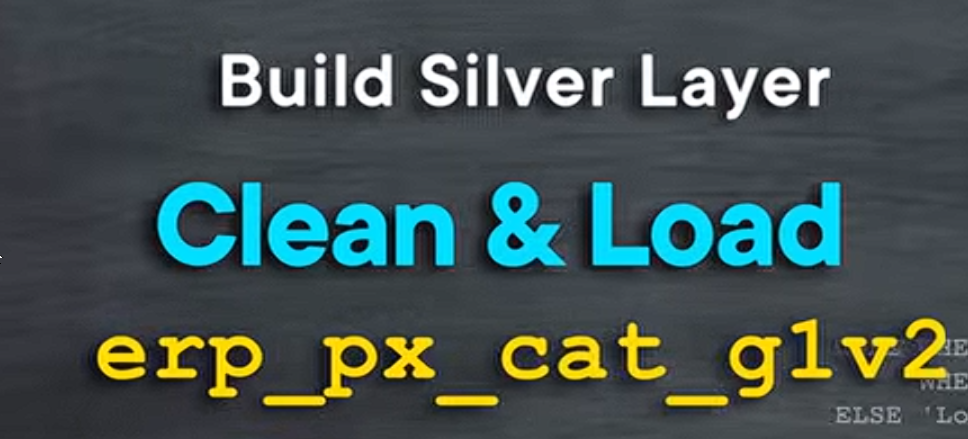 Build Silver Layer
Clean & Load
erp_px_cat_g1v2
ELSE